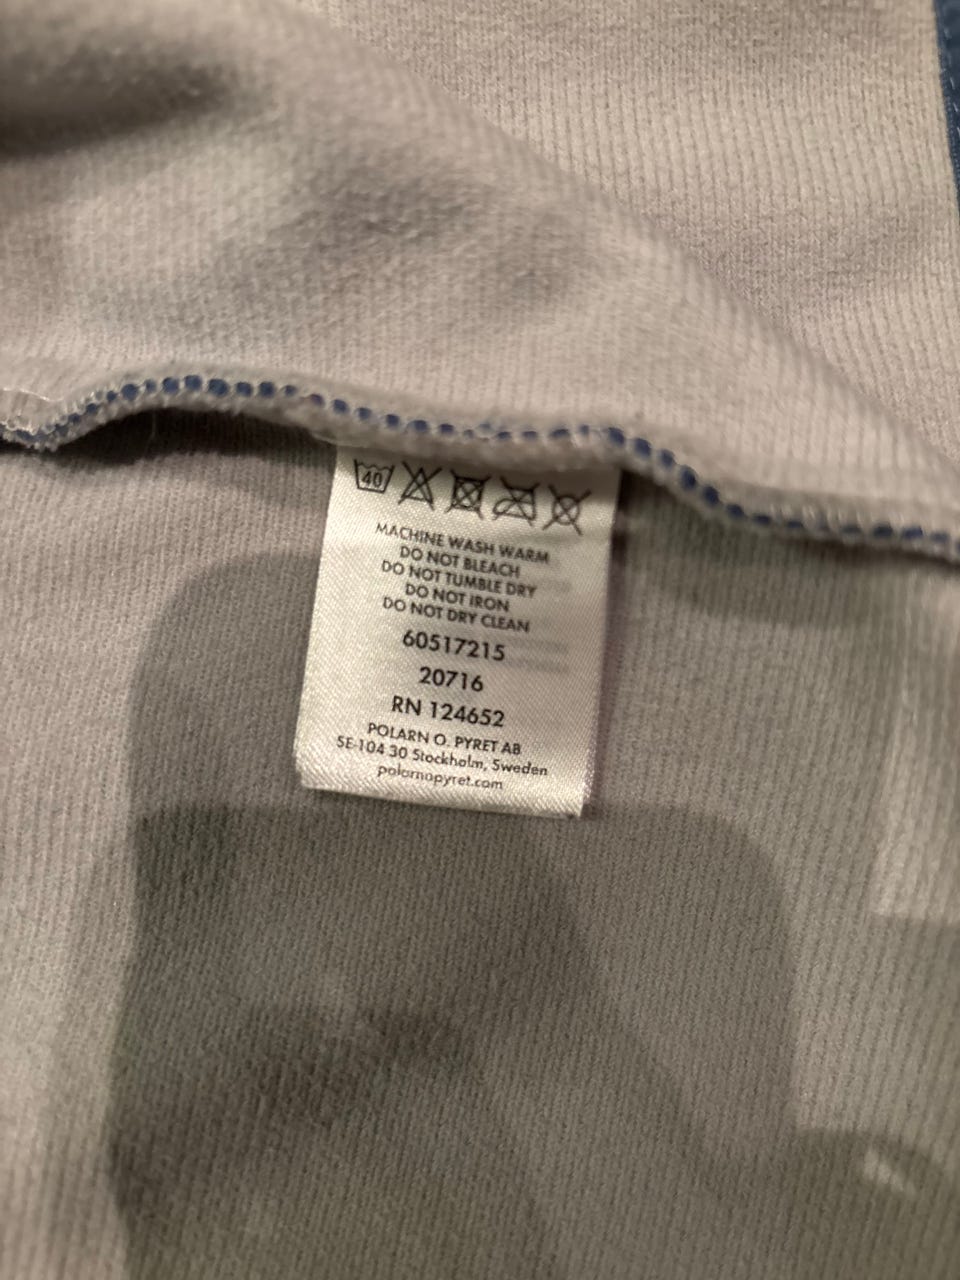 40
MACHINE WASH WARM
DO NOT BLEACH
DO NOT TUMBLE DRY
DO NOT IRON
DO NOT DRY CLEAN
60517215
20716
RN 124652
POLARN O. PYRET AB
SE-104 30 Stockholm, Sweden
polarnopyret.com